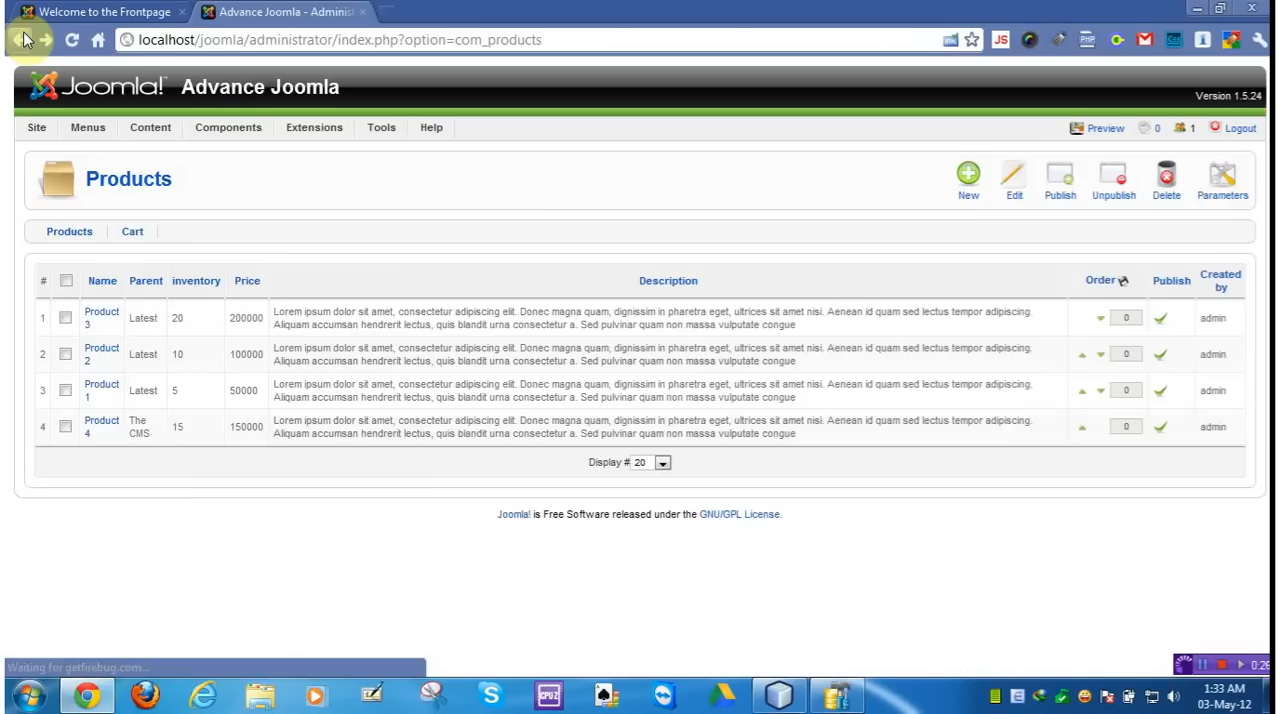 Welcome to the Frontpage
Advance Joomla - Adminis
localhost/joomla/administrator/index.php?option=com_products
Joomla! Advance Joomla
Version 1.5.24
Site Menus Content Components Extensions Tools Help Preview 0 1 Logout
Products
New Edit Publish Unpublish Delete Parameters
Products Cart
# Name Parent inventory Price Description Order Publish Created by
1 Product 3 Latest 20 200000 Lorem ipsum dolor sit amet, consectetur adipiscing elit. Donec magna quam, dignissim in pharetra eget, ultrices sit amet nisi. Aenean id quam sed lectus tempor adipiscing.
Aliquam accumsan hendrerit lectus, quis blandit urna consectetur a. Sed pulvinar quam non massa vulputate congue 0 admin
2 Product 2 Latest 10 100000 Lorem ipsum dolor sit amet, consectetur adipiscing elit. Donec magna quam, dignissim in pharetra eget, ultrices sit amet nisi. Aenean id quam sed lectus tempor adipiscing.
Aliquam accumsan hendrerit lectus, quis blandit urna consectetur a. Sed pulvinar quam non massa vulputate congue 0 admin
3 Product 1 Latest 5 50000 Lorem ipsum dolor sit amet, consectetur adipiscing elit. Donec magna quam, dignissim in pharetra eget, ultrices sit amet nisi. Aenean id quam sed lectus tempor adipiscing.
Aliquam accumsan hendrerit lectus, quis blandit urna consectetur a. Sed pulvinar quam non massa vulputate congue 0 admin
4 Product 4 The CMS 15 150000 Lorem ipsum dolor sit amet, consectetur adipiscing elit. Donec magna quam, dignissim in pharetra eget, ultrices sit amet nisi. Aenean id quam sed lectus tempor adipiscing.
Aliquam accumsan hendrerit lectus, quis blandit urna consectetur a. Sed pulvinar quam non massa vulputate congue 0 admin
Display # 20
Joomla! is Free Software released under the GNU/GPL License.
Waiting for getfirebug.com...
1:33 AM
03-May-12